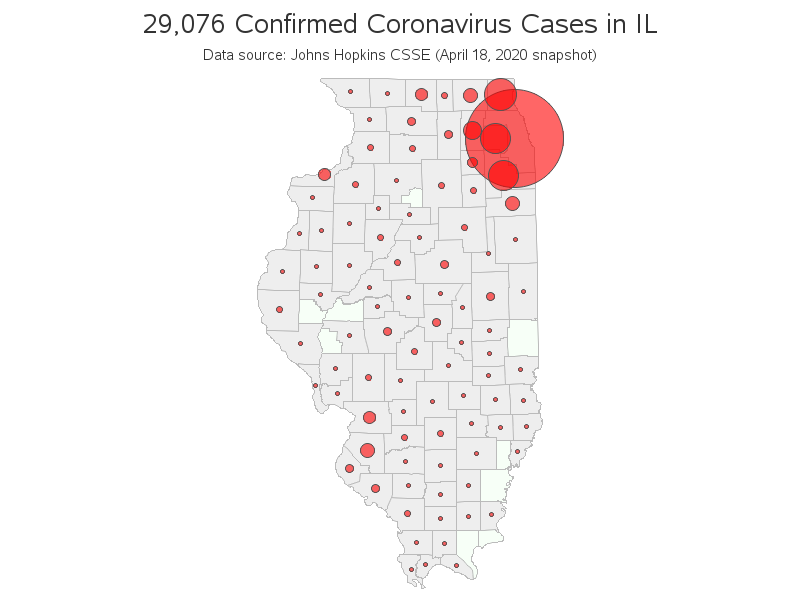 29,076 Confirmed Coronavirus Cases in IL
Data source: Johns Hopkins CSSE (April 18, 2020 snapshot)